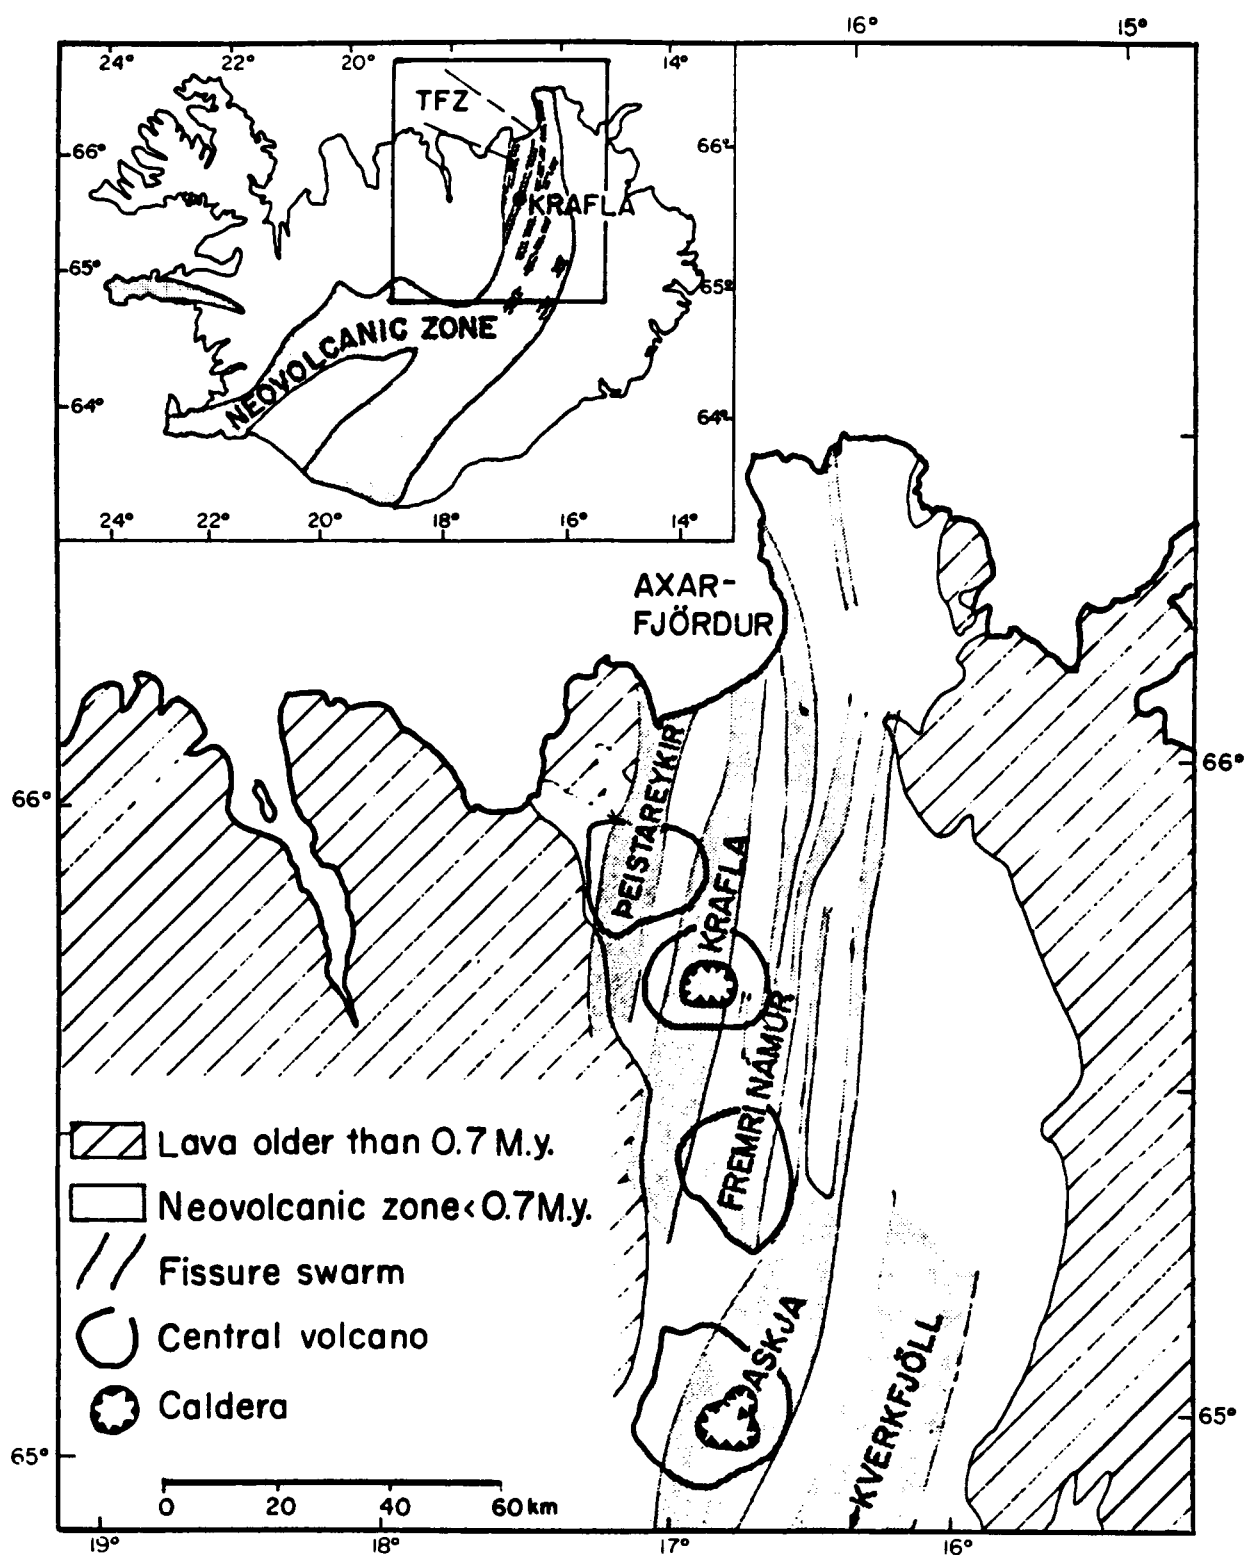 16° 15°
24° 22° 20° 14°
TFZ
66° 66°
KRAFLA
65° 65°
NEOVOLCANIC ZONE
64° 64°
24° 22° 20° 18° 16° 14°
AXAR-
FJÖRDUR
66° 66°
ÞEISTAREYKIR
KRAFLA
FREMRI NÁMUR
ASKJA
KVERKFJÖLL
Lava older than 0.7 M.y.
Neovolcanic zone<0.7M.y.
Fissure swarm
Central volcano
Caldera
65° 65°
0 20 40 60 km
19° 18° 17° 16°